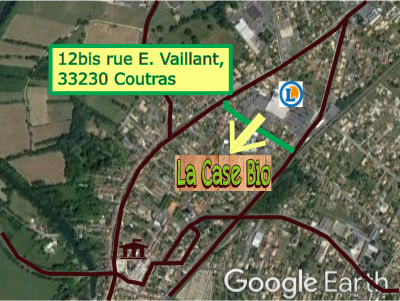 12bis rue E. Vaillant,
33230 Coutras
L
La Case Bio
Google Earth